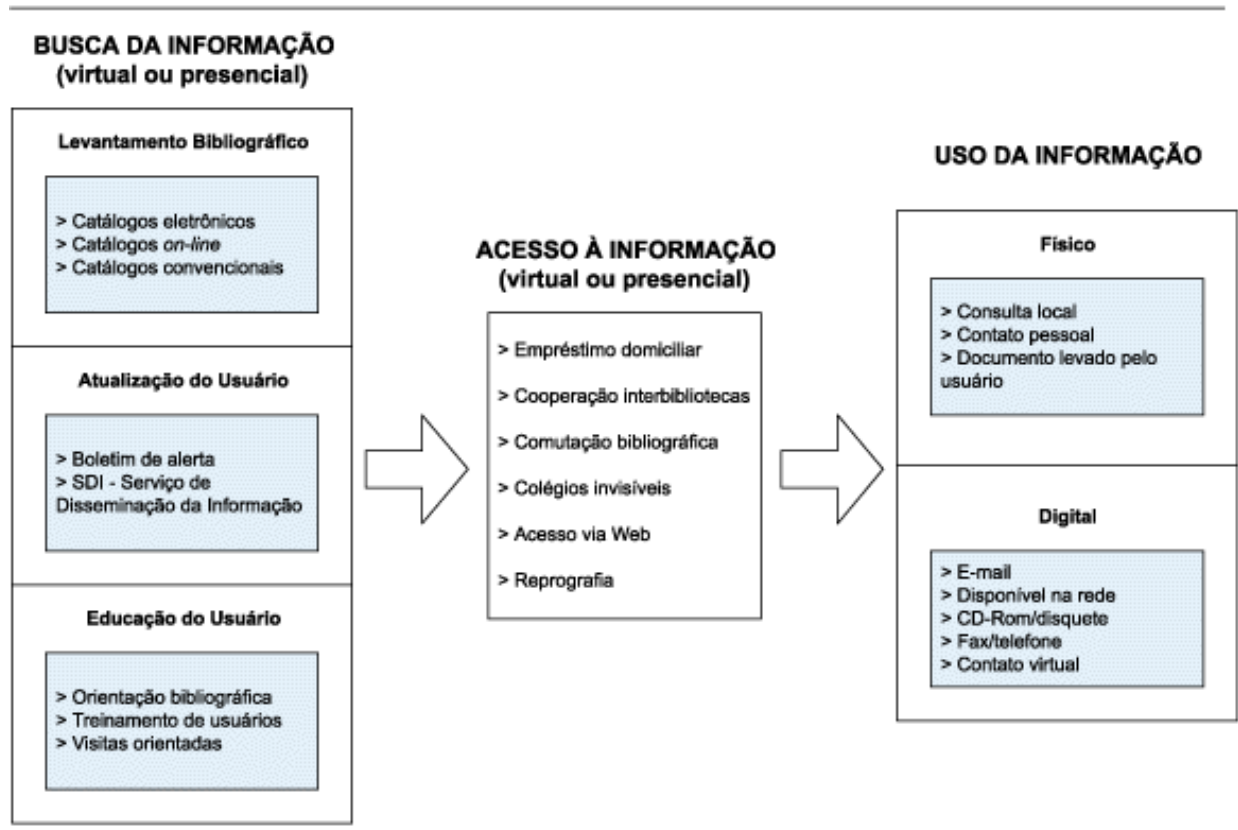 BUSCA DA INFORMAÇÃO
(virtual ou presencial)
Levantamento Bibliográfico
> Catálogos eletrônicos
> Catálogos on-line
> Catálogos convencionais
Atualização do Usuário
> Boletim de alerta
> SDI - Serviço de
Disseminação da Informação
Educação do Usuário
> Orientação bibliográfica
> Treinamento de usuários
> Visitas orientadas
ACESSO À INFORMAÇÃO
(virtual ou presencial)
> Empréstimo domiciliar
> Cooperação interbibliotecas
> Comutação bibliográfica
> Colégios invisíveis
> Acesso via Web
> Reprografia
USO DA INFORMAÇÃO
Físico
> Consulta local
> Contato pessoal
> Documento levado pelo
usuário
Digital
> E-mail
> Disponível na rede
> CD-Rom/disquete
> Fax/telefone
> Contato virtual